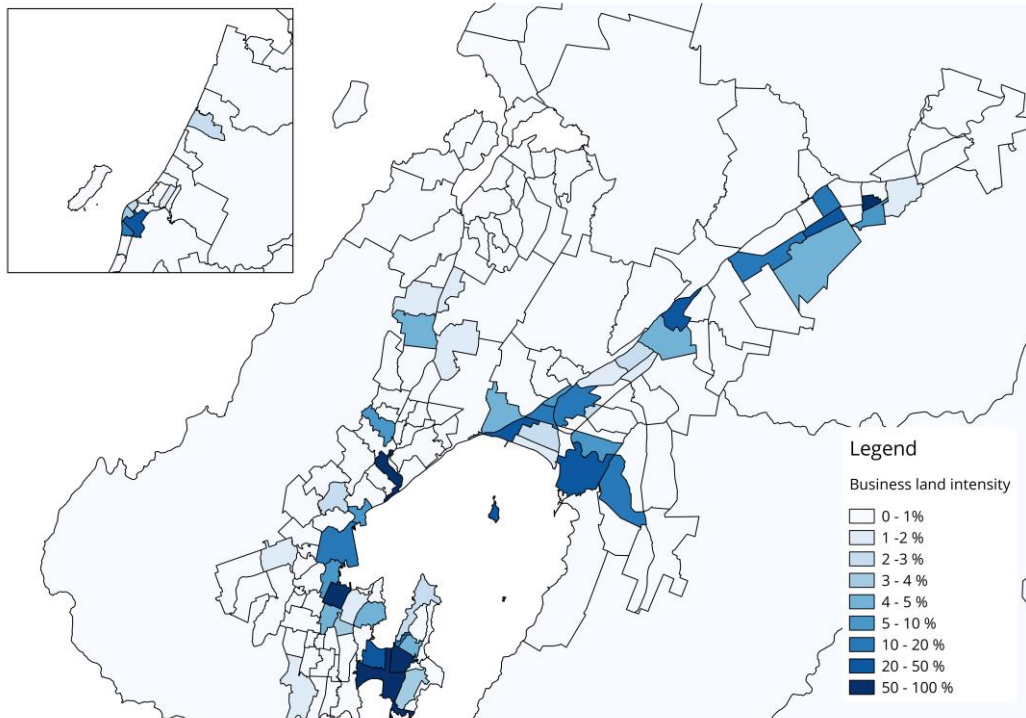 Legend
Business land intensity
0 - 1%
1 -2 %
2 -3%
3 - 4 %
4 - 5 %
5 - 10 %
10 - 20 %
20 - 50 %
50 - 100 %